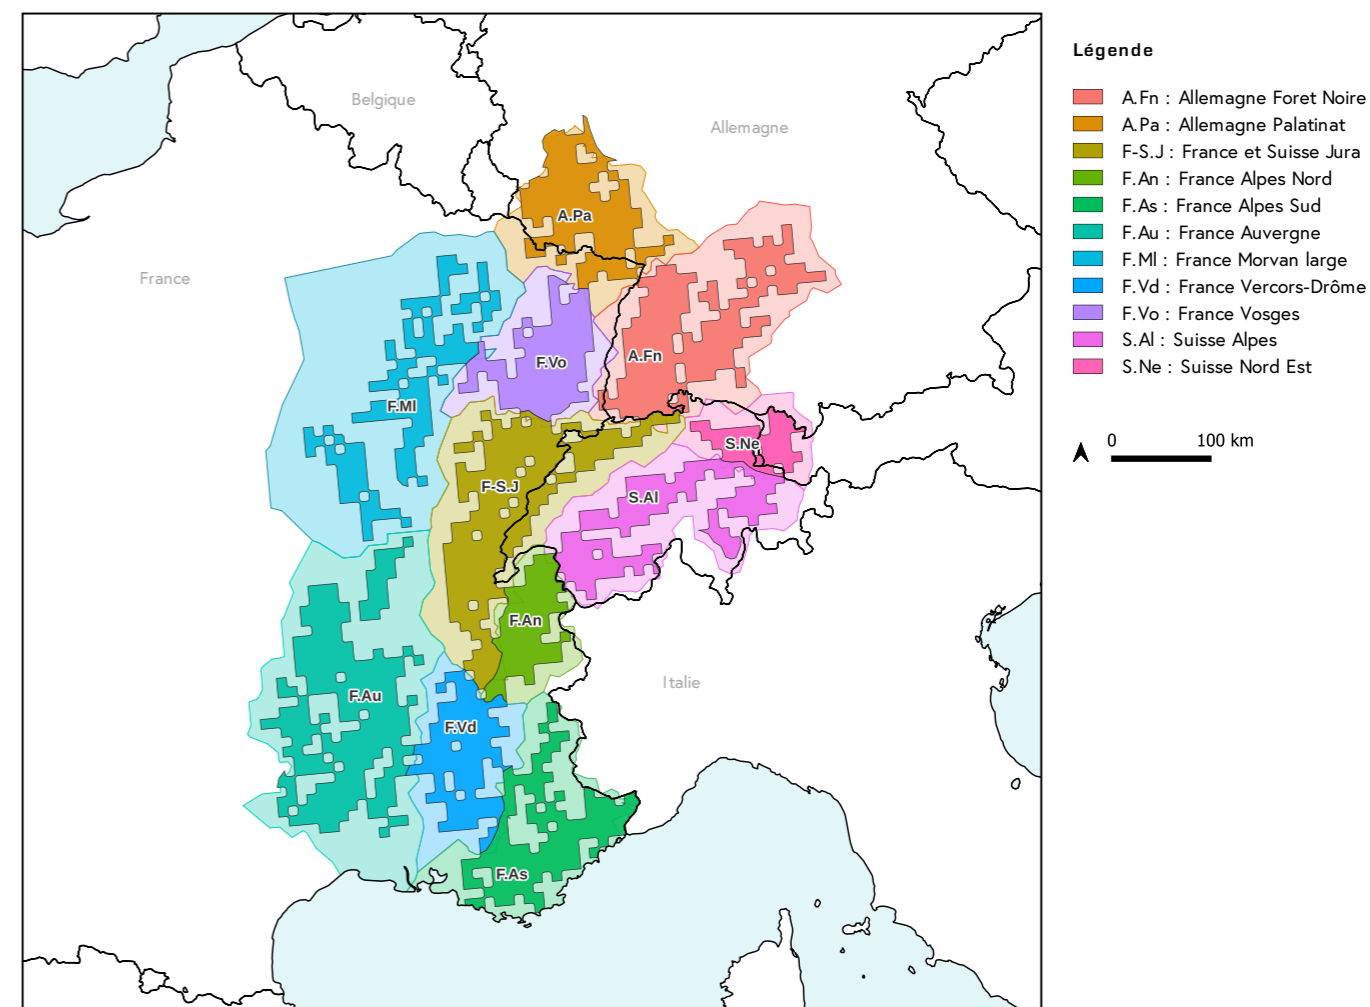 Belgique
Allemagne
France
Italie
A.Pa
A.Fn
F.Vo
F.Ml
F-S.J
S.Ne
S.Al
F.An
F.Au
F.Vd
F.As
Légende
A.Fn : Allemagne Foret Noire
A.Pa : Allemagne Palatinat
F-S.J : France et Suisse Jura
F.An : France Alpes Nord
F.As : France Alpes Sud
F.Au : France Auvergne
F.Ml : France Morvan large
F.Vd : France Vercors-Drôme
F.Vo : France Vosges
S.Al : Suisse Alpes
S.Ne : Suisse Nord Est
0 100 km